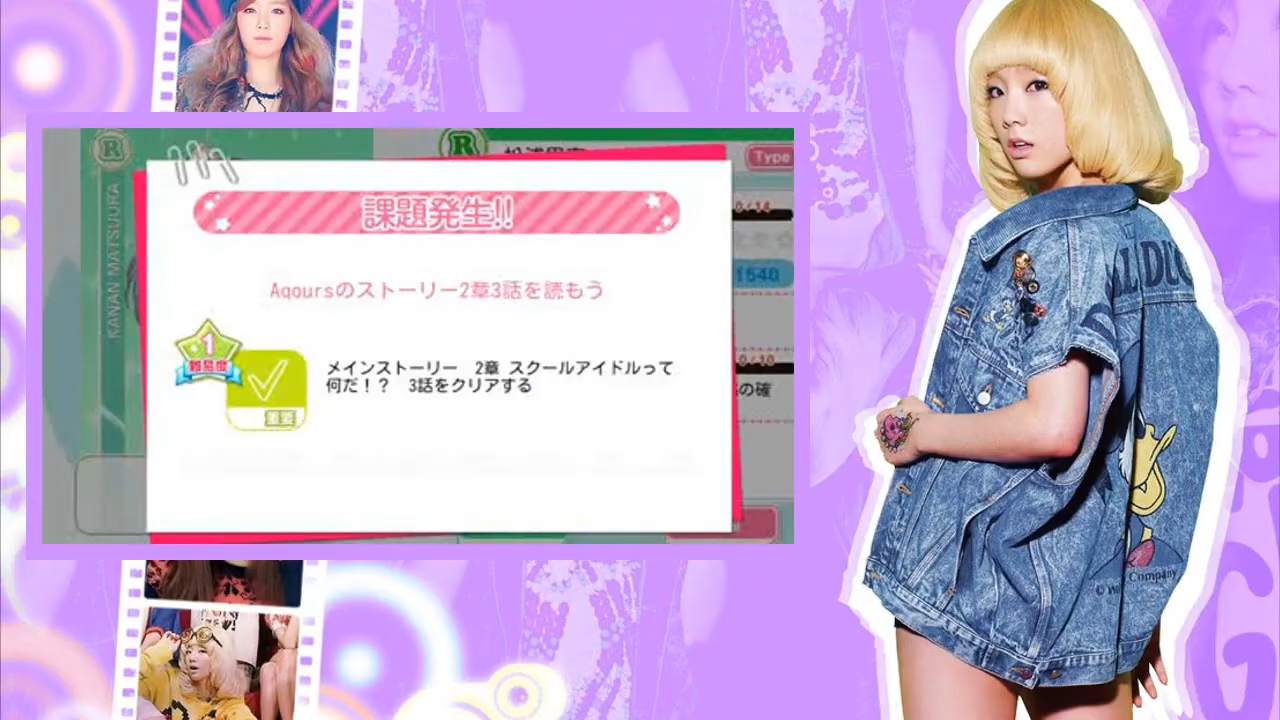 R
R
Type
KANAN MATSUURA
課題発生!!
Aqoursのストーリー2章3話を読もう
1540
1
難易度
重要
メインストーリー　2章 スクールアイドルって
何だ！？　3話をクリアする
の確
Company